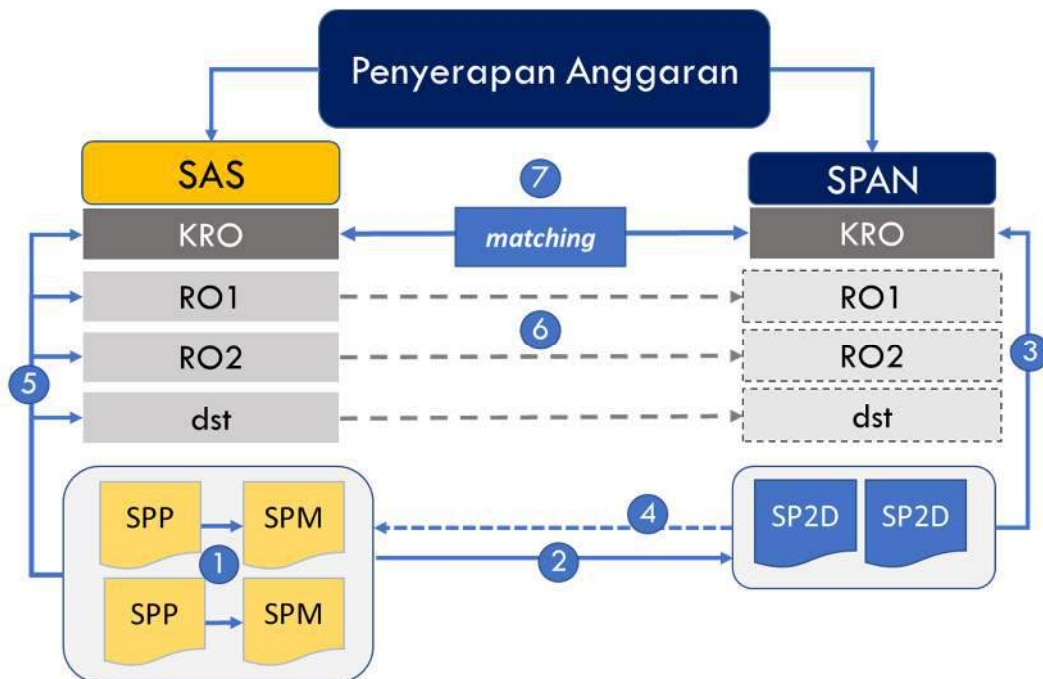 Penyerapan Anggaran
SAS
7
SPAN
KRO
matching
KRO
RO1
RO1
6
RO2
RO2
5
3
dst
dst
SPP
SPM
4
SP2D
SP2D
1
2
SPP
SPM